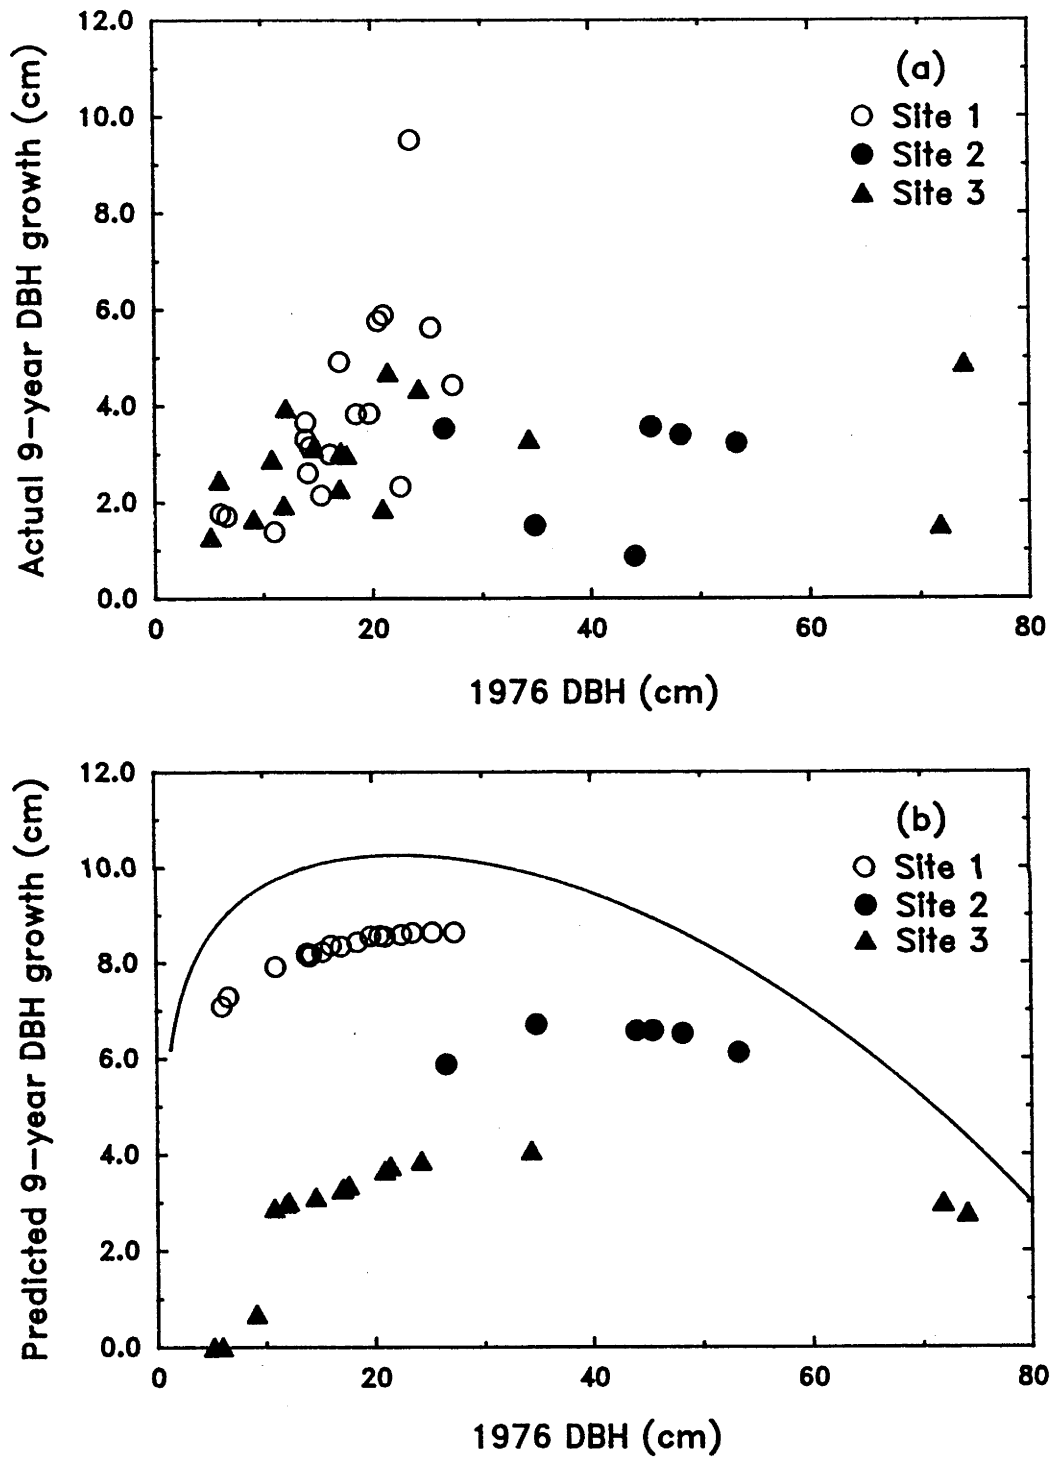 12.0
10.0
8.0
6.0
4.0
2.0
0.0
Actual 9-year DBH growth (cm)
(a)
Site 1
Site 2
Site 3
0 20 40 60 80
1976 DBH (cm)
12.0
10.0
8.0
6.0
4.0
2.0
0.0
Predicted 9-year DBH growth (cm)
(b)
Site 1
Site 2
Site 3
0 20 40 60 80
1976 DBH (cm)